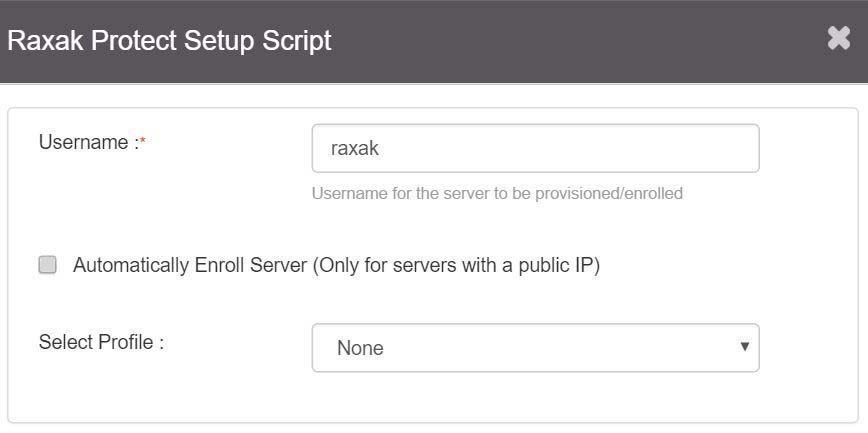 Raxak Protect Setup Script
Username :*
raxak
Username for the server to be provisioned/enrolled
Automatically Enroll Server (Only for servers with a public IP)
Select Profile :
None